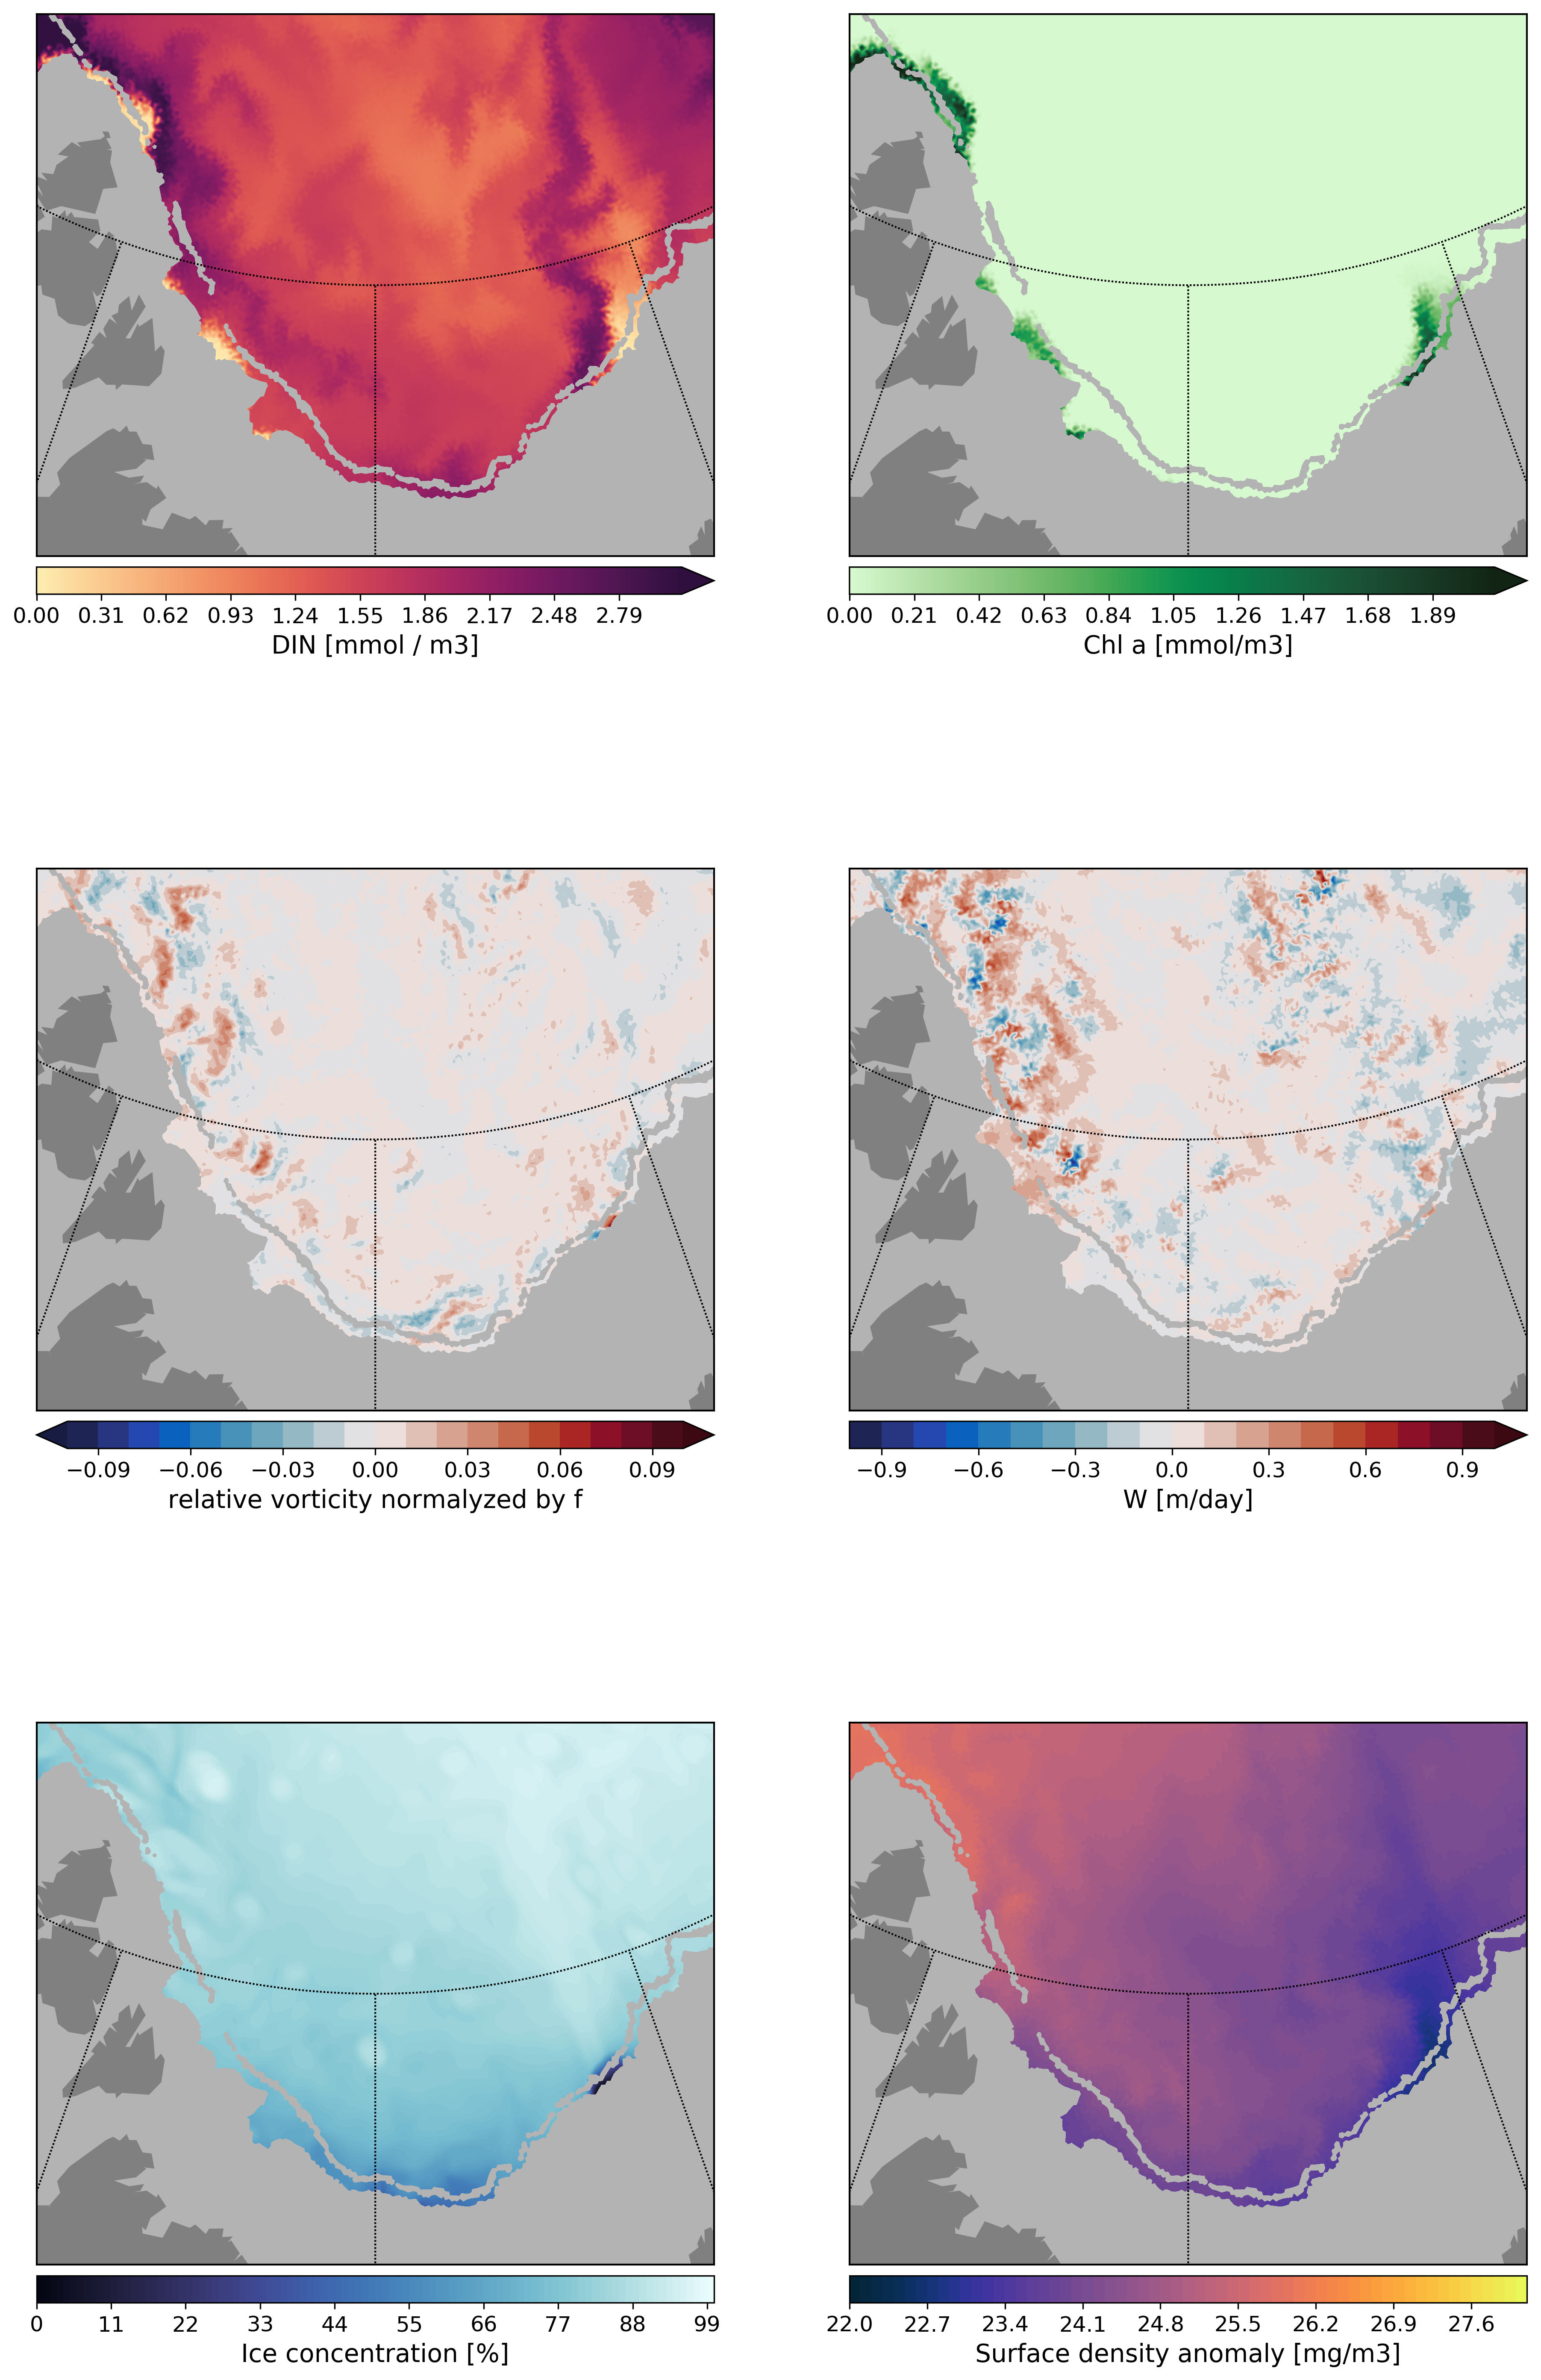 0.00 0.31 0.62 0.93 1.24 1.55 1.86 2.17 2.48 2.79
DIN [mmol / m3]
0.00 0.21 0.42 0.63 0.84 1.05 1.26 1.47 1.68 1.89
Chl a [mmol/m3]
−0.09 −0.06 −0.03 0.00 0.03 0.06 0.09
relative vorticity normalyzed by f
−0.9 −0.6 −0.3 0.0 0.3 0.6 0.9
W [m/day]
0 11 22 33 44 55 66 77 88 99
Ice concentration [%]
22.0 22.7 23.4 24.1 24.8 25.5 26.2 26.9 27.6
Surface density anomaly [mg/m3]